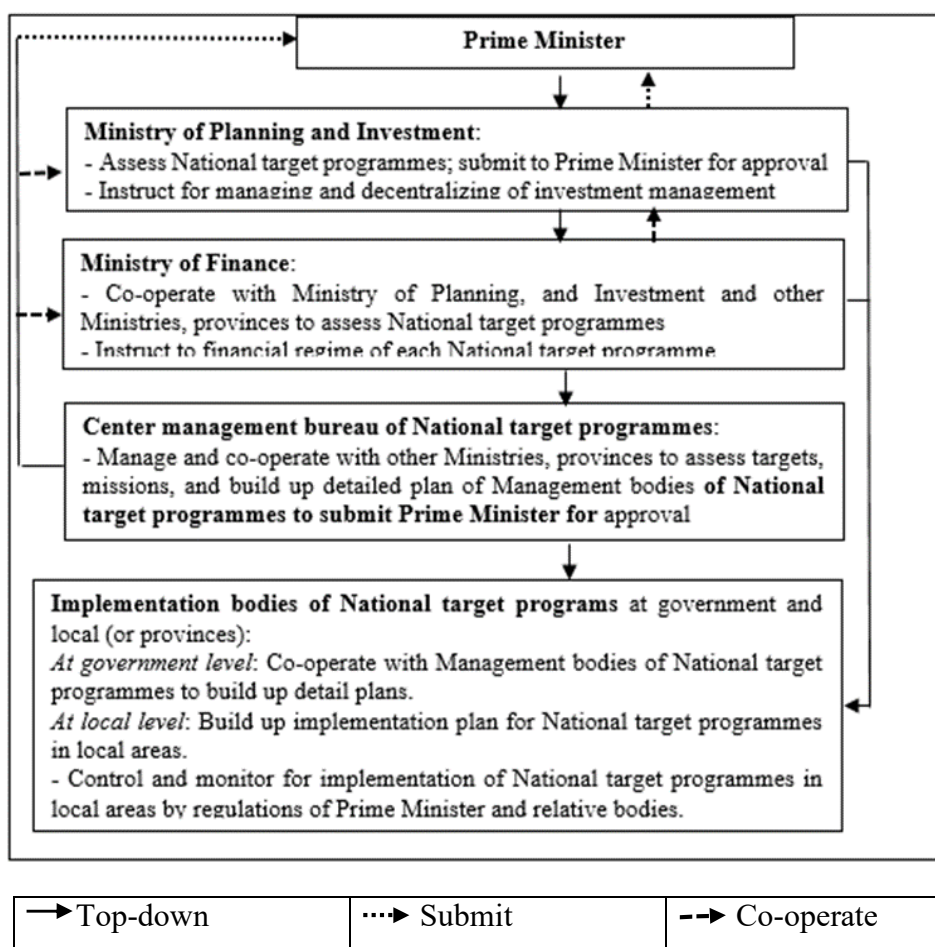 Prime Minister
Ministry of Planning and Investment:
- Assess National target programmes; submit to Prime Minister for approval
- Instruct for managing and decentralizing of investment management
Ministry of Finance:
- Co-operate with Ministry of Planning, and Investment and other
Ministries, provinces to assess National target programmes
- Instruct to financial regime of each National target programme
Center management bureau of National target programmes:
- Manage and co-operate with other Ministries, provinces to assess targets,
missions, and build up detailed plan of Management bodies of National
target programmes to submit Prime Minister for approval
Implementation bodies of National target programs at government and
local (or provinces):
At government level: Co-operate with Management bodies of National target
programmes to build up detail plans.
At local level: Build up implementation plan for National target programmes
in local areas.
- Control and monitor for implementation of National target programmes in
local areas by regulations of Prime Minister and relative bodies.
Top-down
Submit
Co-operate